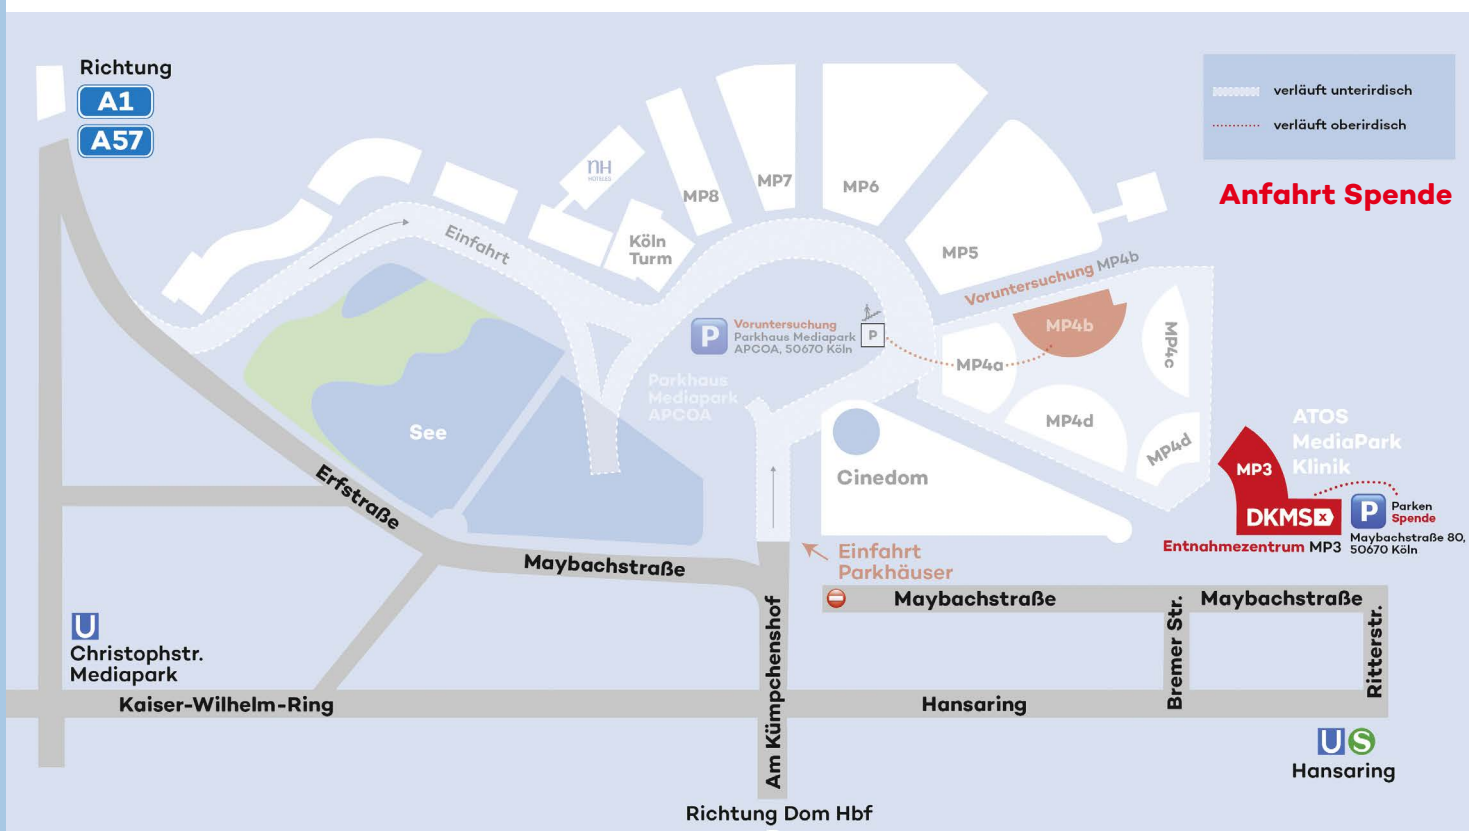 Richtung
A1
A57
verläuft unterirdisch
verläuft oberirdisch
Anfahrt Spende
nH
HOTELES
MP8
MP7
MP6
MP5
Köln
Turm
Einfahrt
Voruntersuchung MP4b
P
Voruntersuchung
Parkhaus Mediapark
APCOA, 50670 Köln
P
MP4b
MP4a
MP4c
MP4d
MP4d
Parkhaus
Mediapark
APCOA
See
Cinedom
ATOS
MediaPark
Klinik
MP3
DKMS x
P
Parken
Spende
Maybachstraße 80,
50670 Köln
Entnahmezentrum MP3
Erfstraße
Maybachstraße
Einfahrt
Parkhäuser
Maybachstraße
Maybachstraße
Bremer Str.
Ritterstr.
Am Kümpchenshof
U
Christophstr.
Mediapark
Kaiser-Wilhelm-Ring
Hansaring
U S
Hansaring
Richtung Dom Hbf